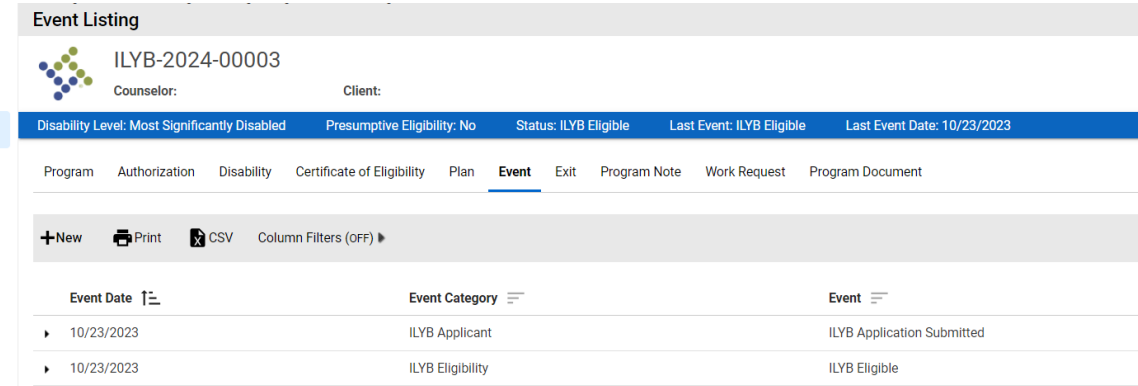 Event Listing
ILYB-2024-00003
Counselor: Client:
Disability Level: Most Significantly Disabled Presumptive Eligibility: No Status: ILYB Eligible Last Event: ILYB Eligible Last Event Date: 10/23/2023
Program Authorization Disability Certificate of Eligibility Plan Event Exit Program Note Work Request Program Document
New Print CSV Column Filters (OFF)
Event Date Event Category Event
10/23/2023 ILYB Applicant ILYB Application Submitted
10/23/2023 ILYB Eligibility ILYB Eligible